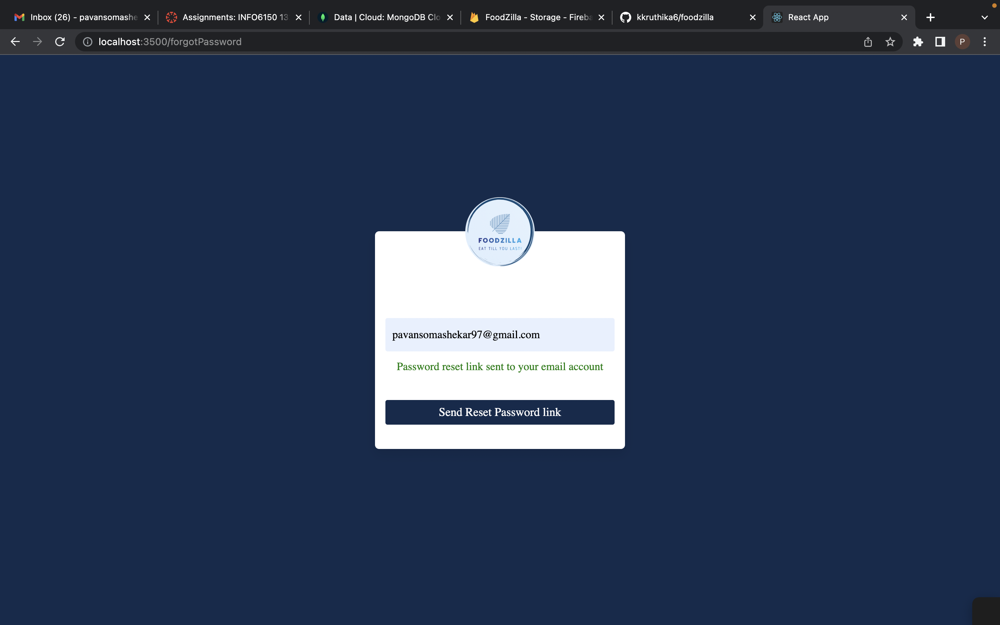 Inbox (26) - pavansomashe
Assignments: INFO6150 13
Data | Cloud: MongoDB Clo
FoodZilla - Storage - Fireba
kkruthika6/foodzilla
React App
localhost:3500/forgotPassword
P
FOODZILLA
EAT TILL YOU LAST!
pavansomashekar97@gmail.com
Password reset link sent to your email account
Send Reset Password link